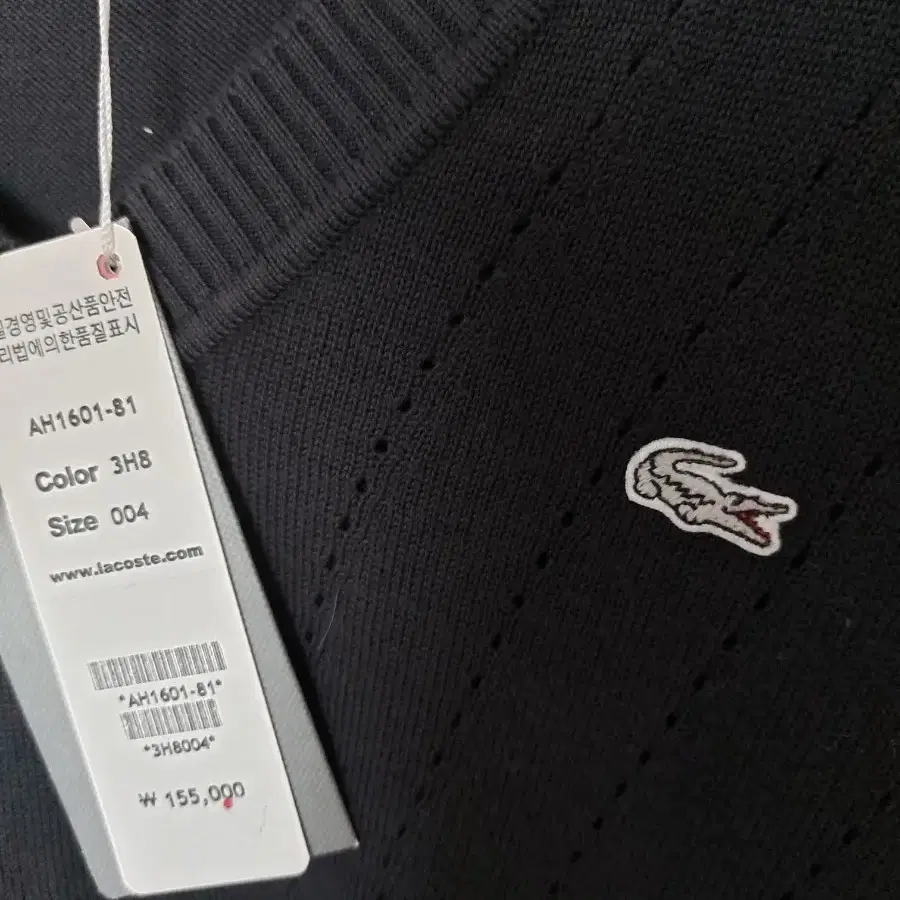 질경영및공산품안전
리법에의한품질표시
AH1601-81
Color 3H8
Size 004
www.lacoste.com
*AH1601-81*
*3H8004*
₩ 155,000